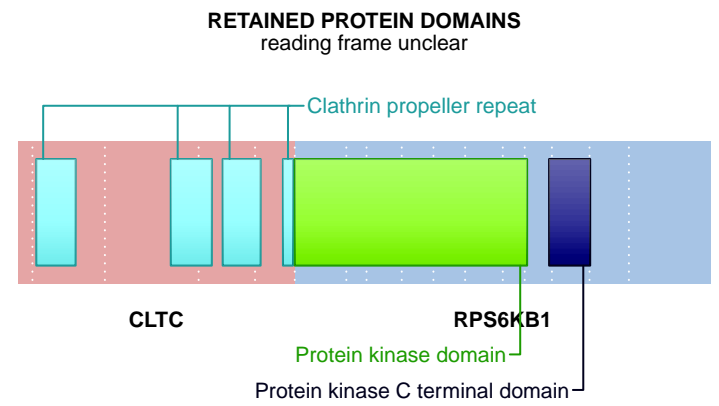 RETAINED PROTEIN DOMAINS
reading frame unclear
Clathrin propeller repeat
CLTC
RPS6KB1
Protein kinase domain
Protein kinase C terminal domain